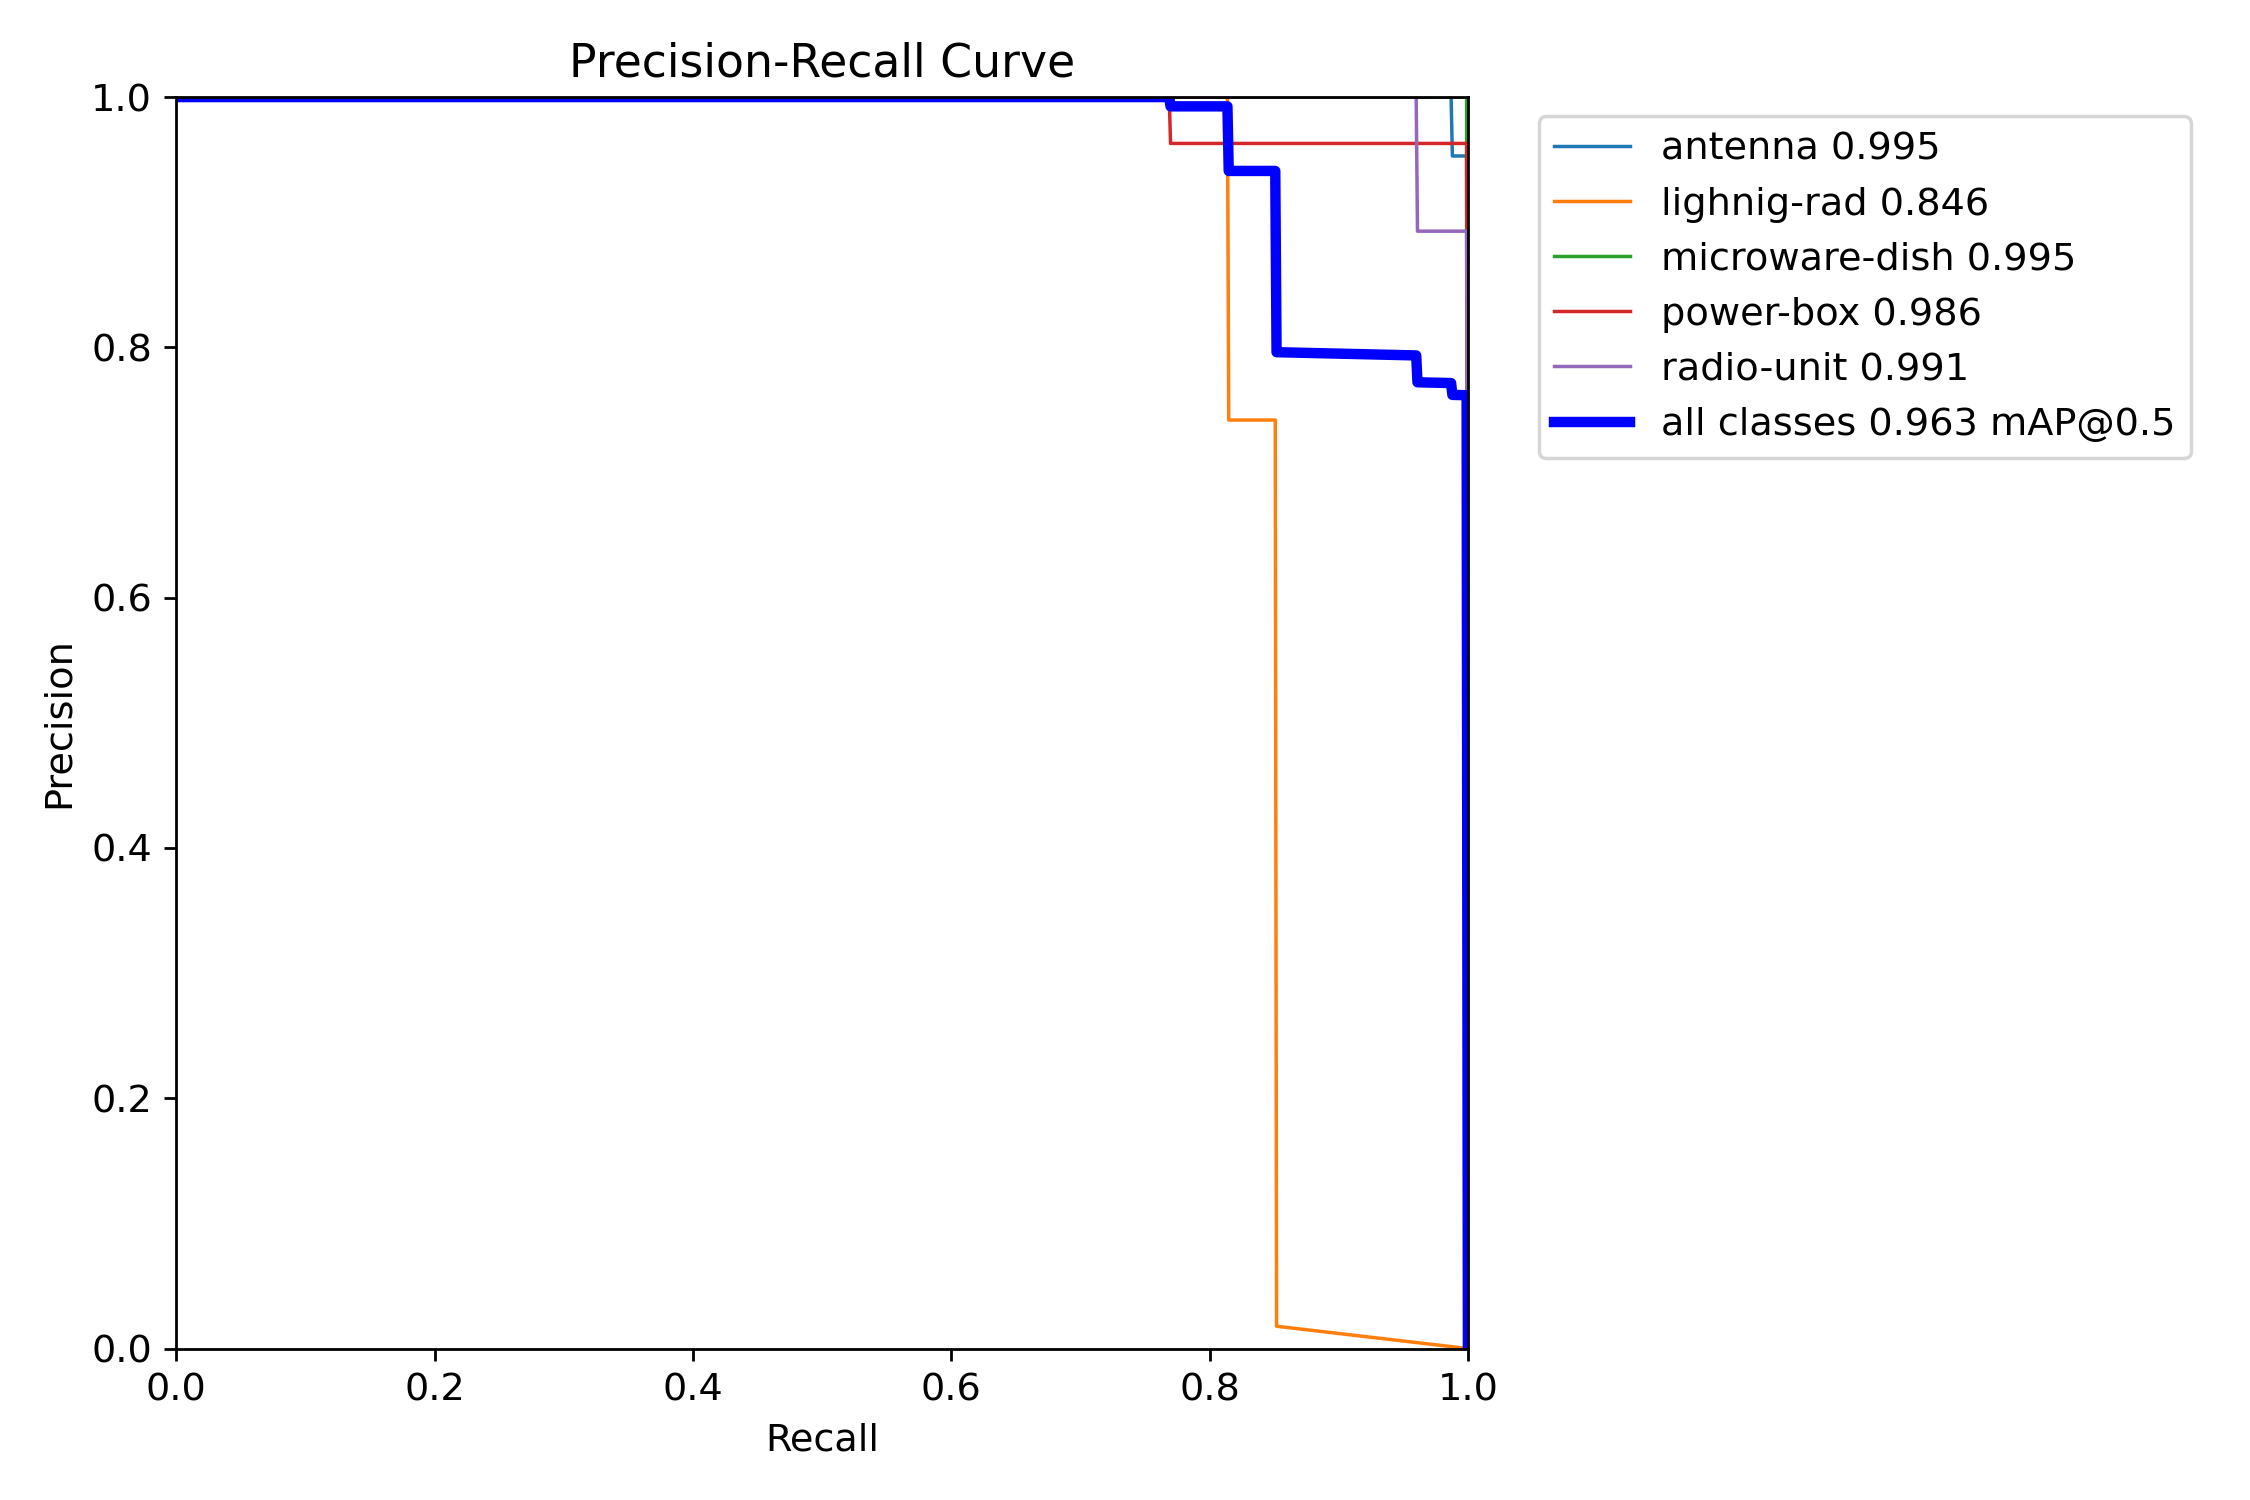 Precision-Recall Curve
1.0
0.8
0.6
0.4
0.2
0.0
Precision
0.0 0.2 0.4 0.6 0.8 1.0
Recall
antenna 0.995
lighnig-rad 0.846
microware-dish 0.995
power-box 0.986
radio-unit 0.991
all classes 0.963 mAP@0.5